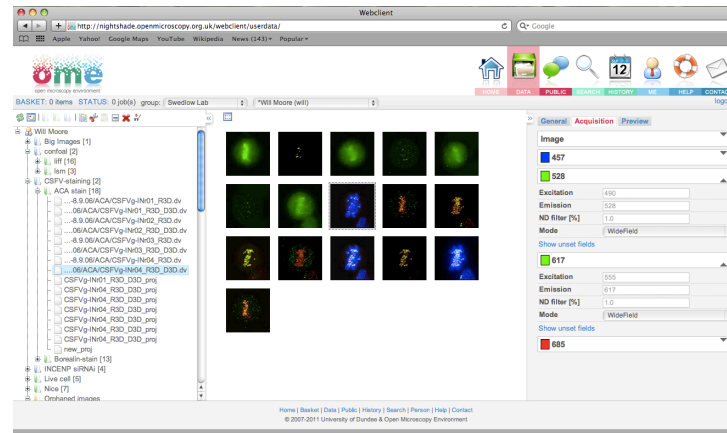 Webclient
http://nightshade.openmicroscopy.org.uk/webclient/userdata/
Google
Apple Yahoo! Google Maps YouTube Wikipedia News (143) Popular
ome
open microscopy environment
HOME DATA PUBLIC SEARCH HISTORY ME HELP CONTAC
12
BASKET: 0 items STATUS: 0 job(s) group: Swedlow Lab *Will Moore (will)
logo
Will Moore
Big Images [1]
confoal [2]
liff [16]
lsm [3]
CSFV-staining [2]
ACA stain [18]
...-8.9.06/ACA/CSFVg-INr01_R3D.dv
....06/ACA/CSFVg-INr01_R3D_D3D.dv
....06/ACA/CSFVg-INr02_R3D_D3D.dv
...-8.9.06/ACA/CSFVg-INr03_R3D.dv
....06/ACA/CSFVg-INr03_R3D_D3D.dv
...-8.9.06/ACA/CSFVg-INr04_R3D.dv
....06/ACA/CSFVg-INr04_R3D_D3D.dv
CSFVg-INr01_R3D_D3D_proj
CSFVg-INr04_R3D_D3D_proj
CSFVg-INr04_R3D_D3D_proj
CSFVg-INr04_R3D_D3D_proj
CSFVg-INr04_R3D_D3D_proj
CSFVg-INr04_R3D_D3D_proj
new_proj
Borealin-stain [13]
INCENP siRNAi [4]
Live cell [5]
Nice [7]
Orphaned images
General Acquisition Preview
Image
457
528
Excitation 490
Emission 528
ND filter [%] 1.0
Mode WideField
Show unset fields
617
Excitation 555
Emission 617
ND filter [%] 1.0
Mode WideField
Show unset fields
685
Home | Basket | Data | Public | History | Search | Person | Help | Contact
© 2007-2011 University of Dundee & Open Microscopy Environment